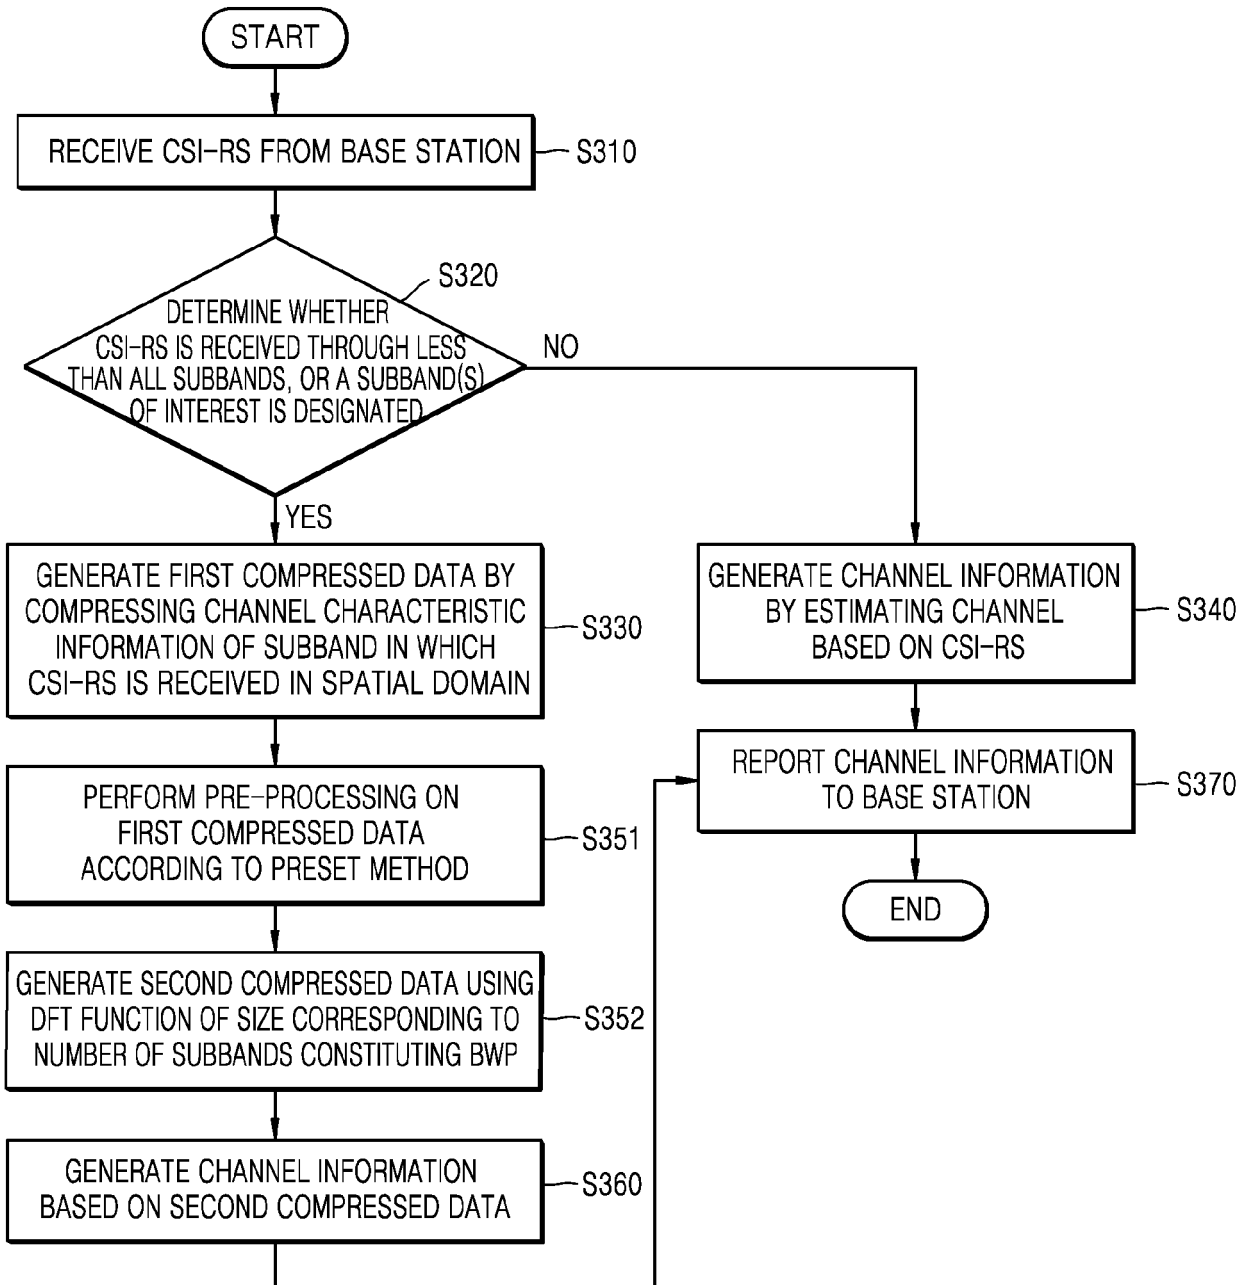 START
RECEIVE CSI-RS FROM BASE STATION
S310
S320
DETERMINE WHETHER
CSI-RS IS RECEIVED THROUGH LESS
THAN ALL SUBBANDS, OR A SUBBAND(S)
OF INTEREST IS DESIGNATED
NO
YES
GENERATE FIRST COMPRESSED DATA BY
COMPRESSING CHANNEL CHARACTERISTIC
INFORMATION OF SUBBAND IN WHICH
CSI-RS IS RECEIVED IN SPATIAL DOMAIN
S330
GENERATE CHANNEL INFORMATION
BY ESTIMATING CHANNEL
BASED ON CSI-RS
S340
PERFORM PRE-PROCESSING ON
FIRST COMPRESSED DATA
ACCORDING TO PRESET METHOD
S351
REPORT CHANNEL INFORMATION
TO BASE STATION
S370
END
GENERATE SECOND COMPRESSED DATA USING
DFT FUNCTION OF SIZE CORRESPONDING TO
NUMBER OF SUBBANDS CONSTITUTING BWP
S352
GENERATE CHANNEL INFORMATION
BASED ON SECOND COMPRESSED DATA
S360